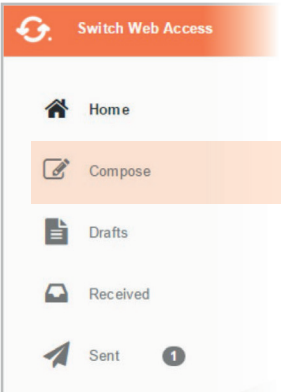 Switch Web Access
Home
Compose
Drafts
Received
Sent 1